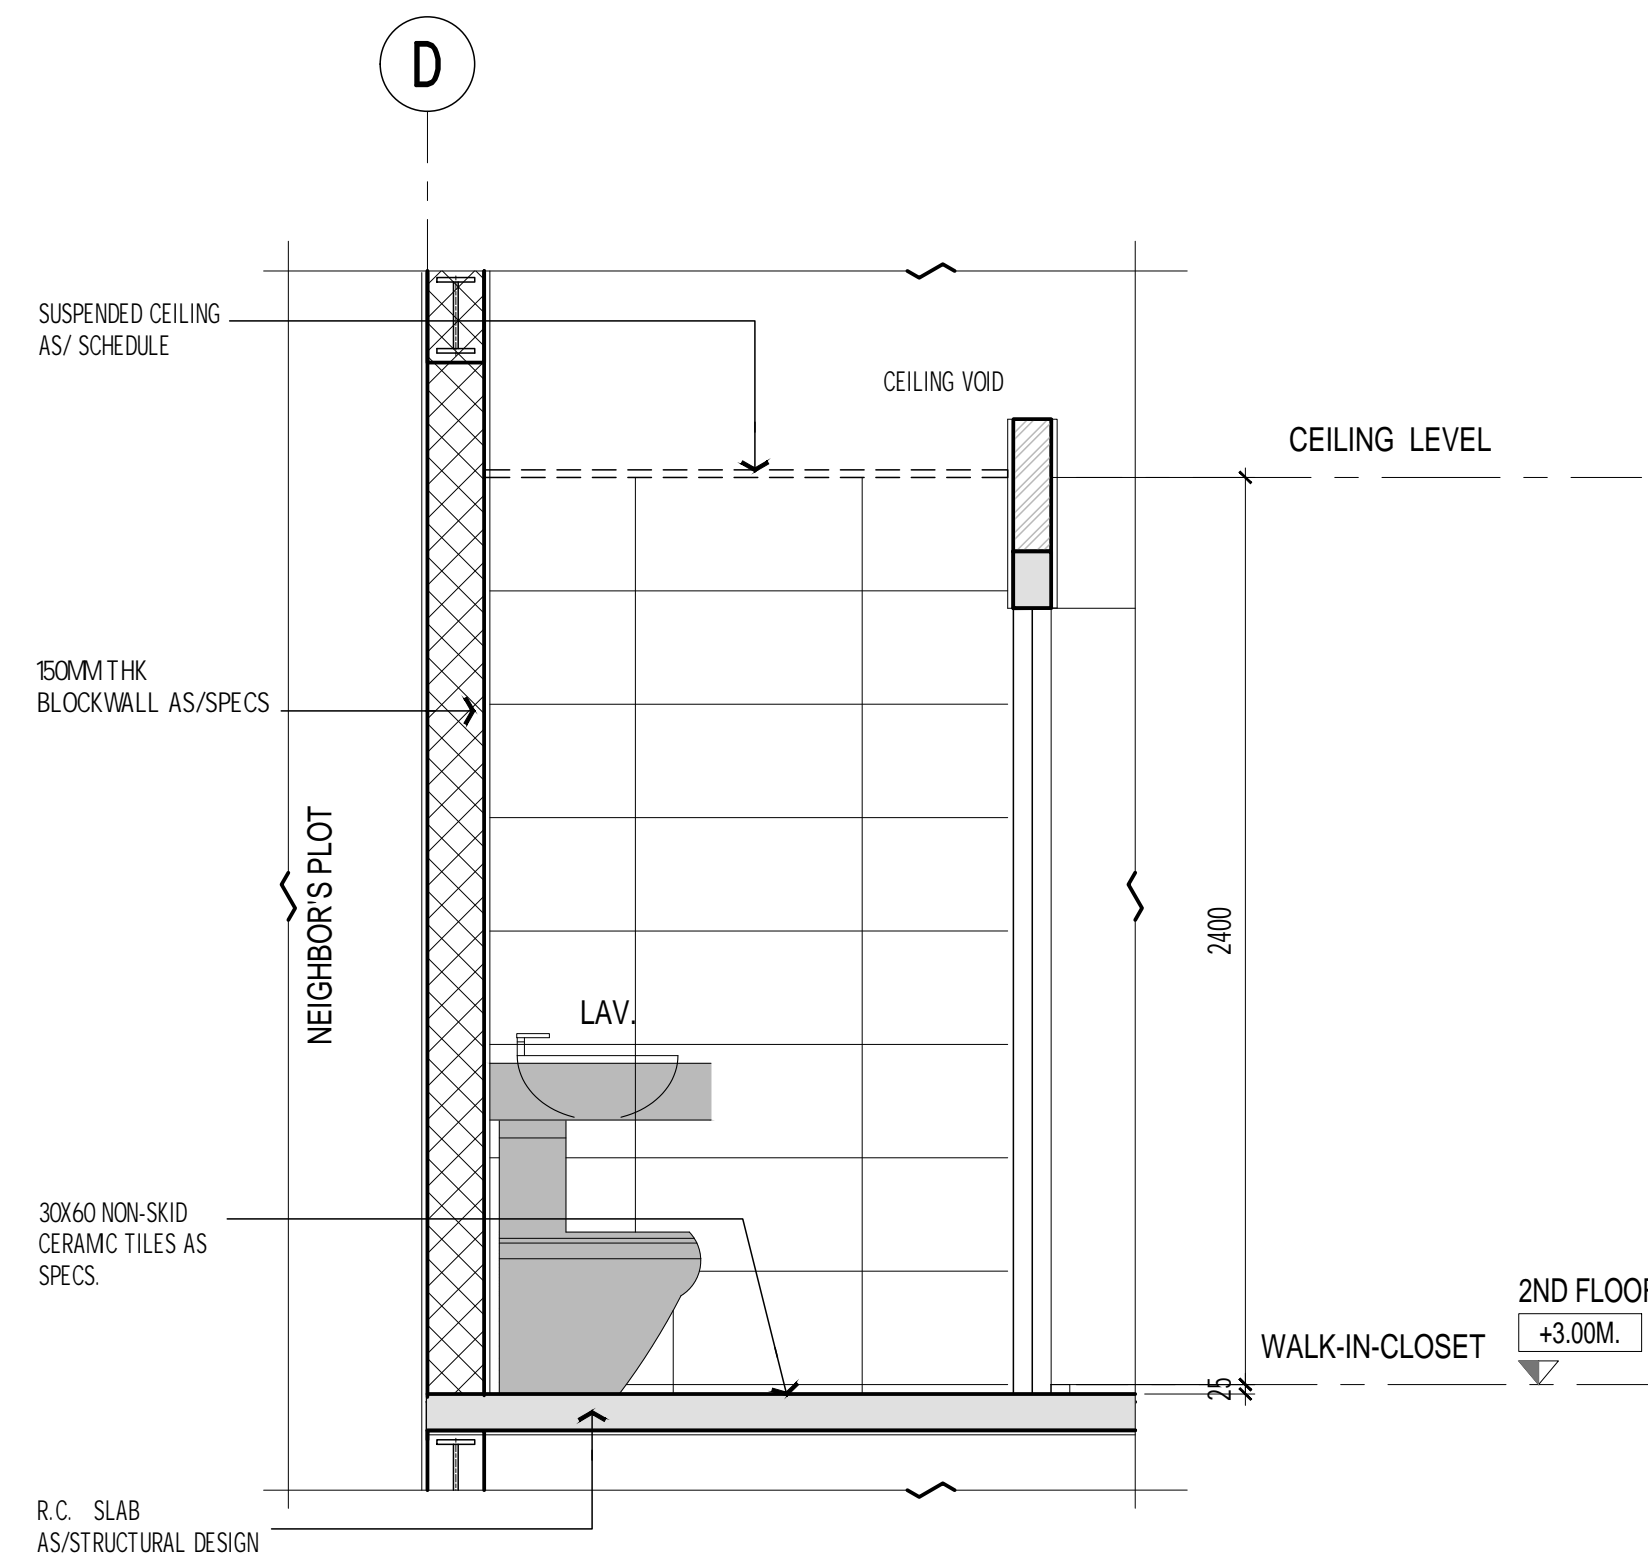 D
SUSPENDED CEILING
AS/ SCHEDULE
CEILING VOID
CEILING LEVEL
150MM THK
BLOCKWALL AS/SPECS
NEIGHBOR'S PLOT
2400
LAV.
30X60 NON-SKID
CERAMIC TILES AS
SPECS.
2ND FLOOR
+3.00M.
WALK-IN-CLOSET
25
R.C. SLAB
AS/STRUCTURAL DESIGN